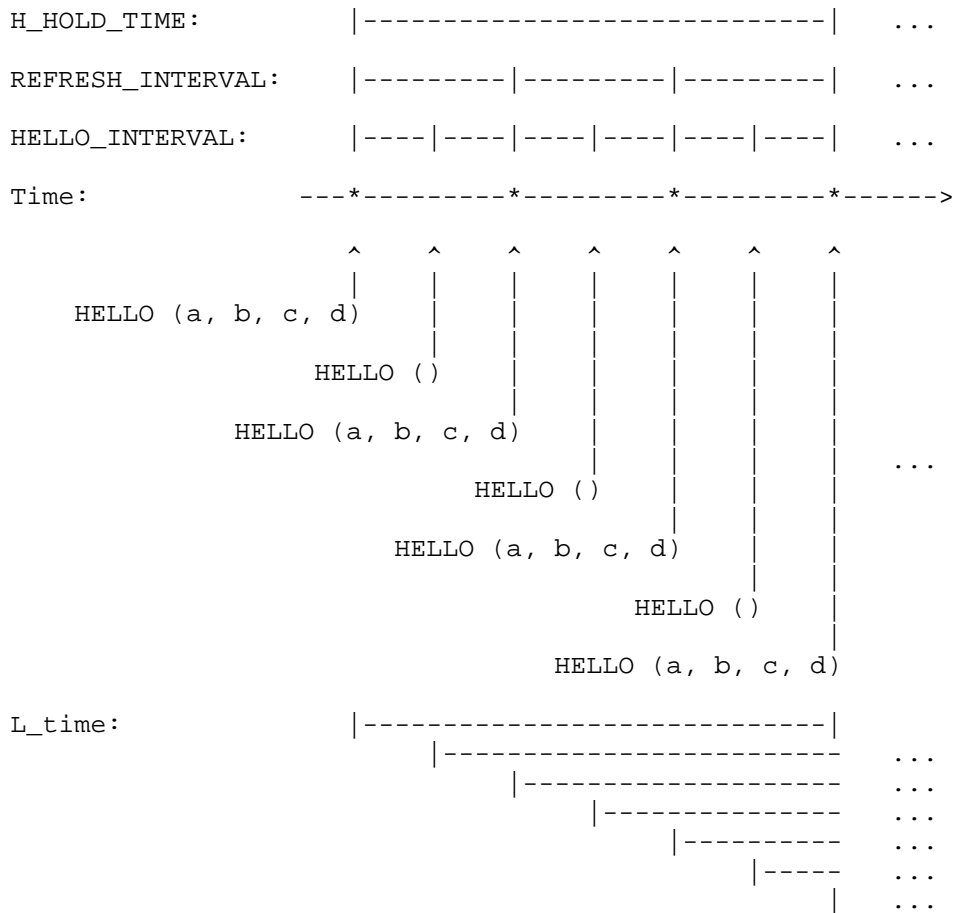 H_HOLD_TIME: |-----------------------------| ...
REFRESH_INTERVAL: |---------|---------|---------| ...
HELLO_INTERVAL: |----|----|----|----|----|----| ...
Time: ---*---------*---------*---------*------>
HELLO (a, b, c, d)
HELLO ()
HELLO (a, b, c, d)
...
HELLO ()
HELLO (a, b, c, d)
HELLO ()
HELLO (a, b, c, d)
L_time: |-----------------------------|
|------------------------- ...
|-------------------- ...
|--------------- ...
|---------- ...
|----- ...
| ...